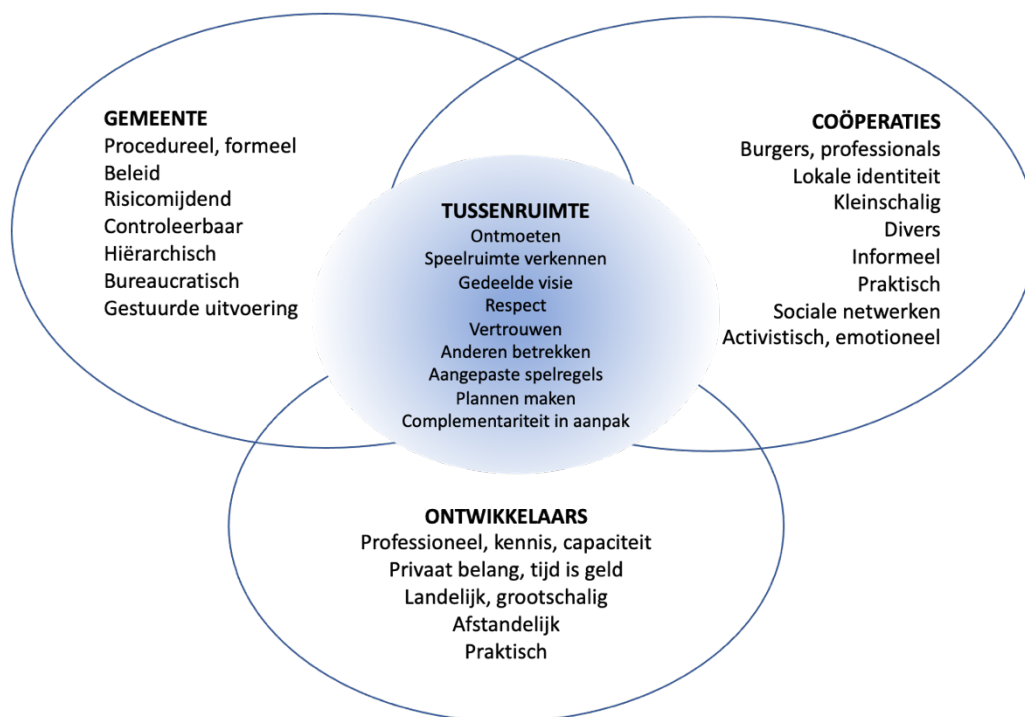 GEMEENTE
Procedureel, formeel
Beleid
Risicomijdend
Controleerbaar
Hiërarchisch
Bureaucratisch
Gestuurde uitvoering
COÖPERATIES
Burgers, professionals
Lokale identiteit
Kleinschalig
Divers
Informeel
Praktisch
Sociale netwerken
Activistisch, emotioneel
TUSSENRUIMTE
Ontmoeten
Speelruimte verkennen
Gedeelde visie
Respect
Vertrouwen
Anderen betrekken
Aangepaste spelregels
Plannen maken
Complementariteit in aanpak
ONTWIKKELAARS
Professioneel, kennis, capaciteit
Privaat belang, tijd is geld
Landelijk, grootschalig
Afstandelijk
Praktisch